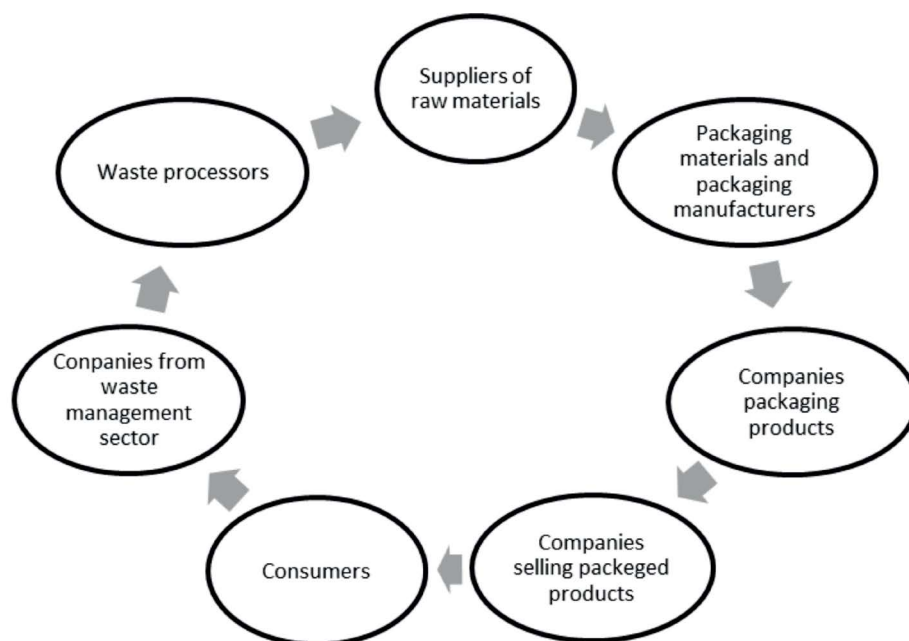 Suppliers of
raw materials
Packaging
materials and
packaging
manufacturers
Companies
packaging
products
Companies
selling packeged
products
Consumers
Conpanies from
waste
management
sector
Waste processors